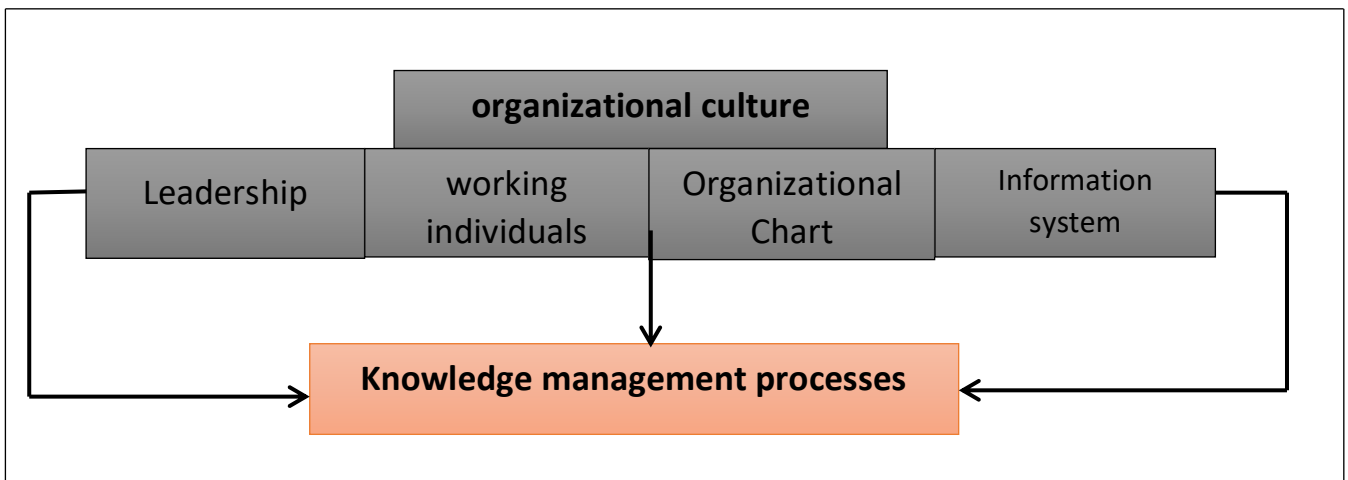 organizational culture
Leadership
working
individuals
Organizational
Chart
Information
system
Knowledge management processes